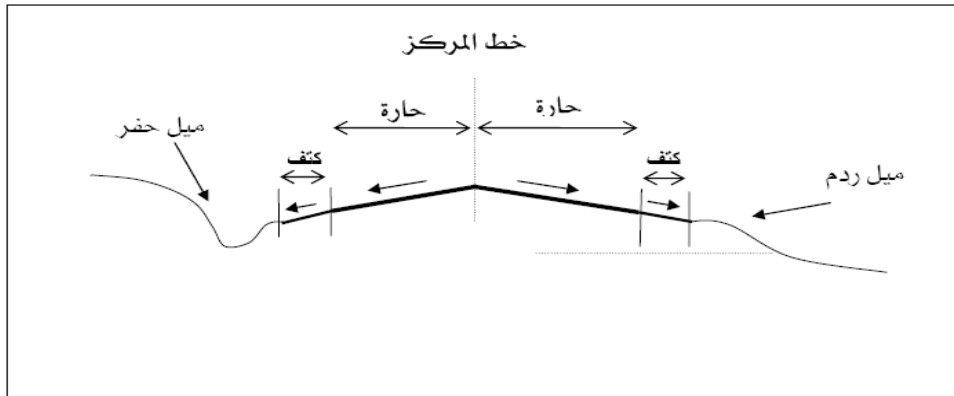 خط المركز
حارة
حارة
ميل حفر
كتف
كتف
ميل ردم